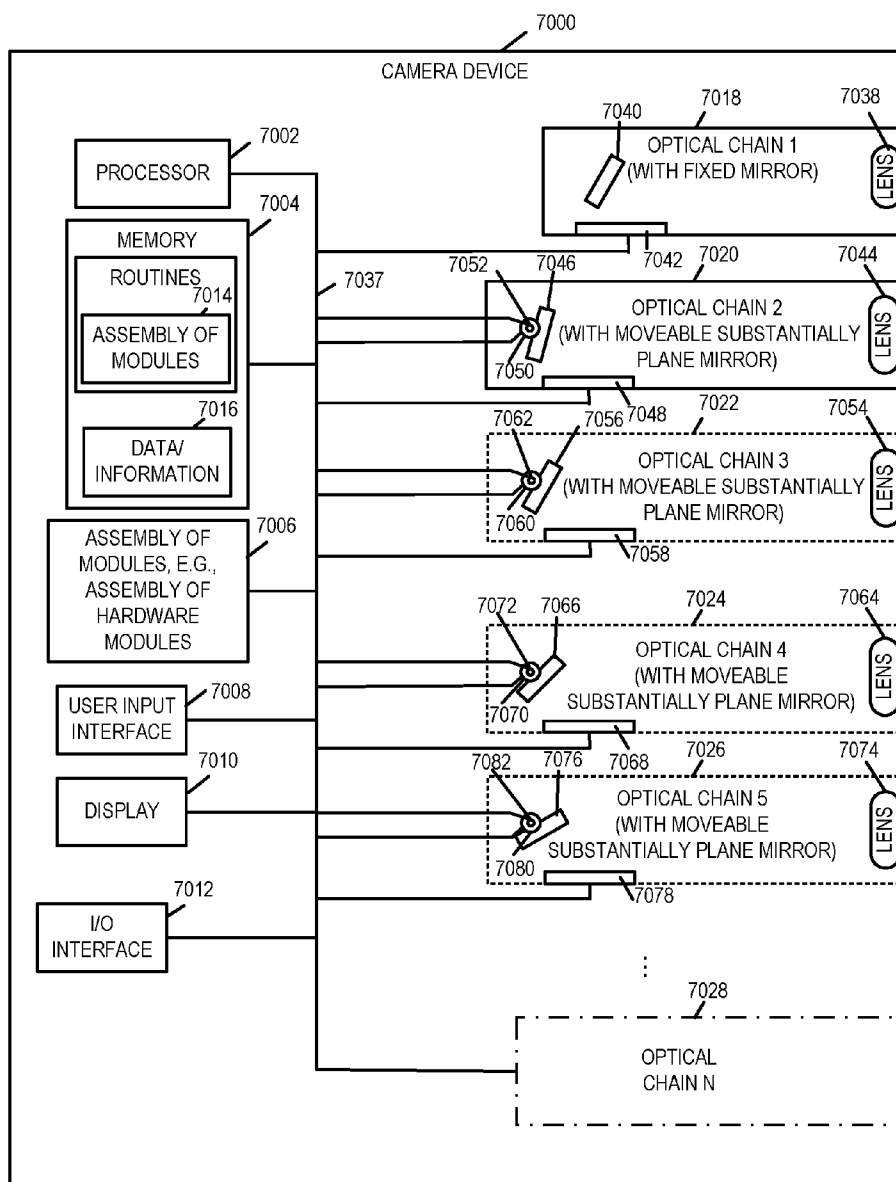 7000
CAMERA DEVICE
7002
PROCESSOR
7004
MEMORY
ROUTINES
7014
ASSEMBLY OF
MODULES
7016
DATA/
INFORMATION
7006
ASSEMBLY OF
MODULES, E.G.,
ASSEMBLY OF
HARDWARE
MODULES
7008
USER INPUT
INTERFACE
7010
DISPLAY
7012
I/O
INTERFACE
7037
7018
7038
7040
OPTICAL CHAIN 1
(WITH FIXED MIRROR)
LENS
7042
7020
7044
7052
7046
OPTICAL CHAIN 2
(WITH MOVEABLE SUBSTANTIALLY
PLANE MIRROR)
LENS
7050
7048
7022
7054
7062
7056
OPTICAL CHAIN 3
(WITH MOVEABLE SUBSTANTIALLY
PLANE MIRROR)
LENS
7060
7058
7024
7064
7072
7066
OPTICAL CHAIN 4
(WITH MOVEABLE
SUBSTANTIALLY PLANE MIRROR)
LENS
7070
7068
7026
7074
7082
7076
OPTICAL CHAIN 5
(WITH MOVEABLE
SUBSTANTIALLY PLANE MIRROR)
LENS
7080
7078
7028
OPTICAL
CHAIN N